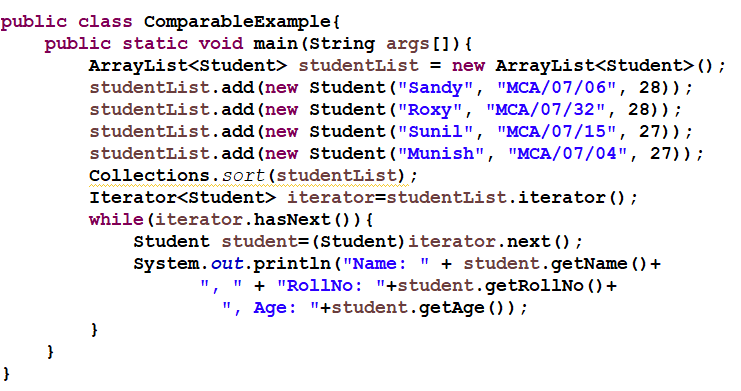 public class ComparableExample{
    public static void main(String args[]){
        ArrayList<Student> studentList = new ArrayList<Student>();
        studentList.add(new Student("Sandy", "MCA/07/06", 28));
        studentList.add(new Student("Roxy", "MCA/07/32", 28));
        studentList.add(new Student("Sunil", "MCA/07/15", 27));
        studentList.add(new Student("Munish", "MCA/07/04", 27));
        Collections.sort(studentList);
        Iterator<Student> iterator=studentList.iterator();
        while(iterator.hasNext()){
            Student student=(Student)iterator.next();
            System.out.println("Name: " + student.getName()+
                  ", " + "RollNo: "+student.getRollNo()+
                    ", Age: "+student.getAge());
        }
    }
}